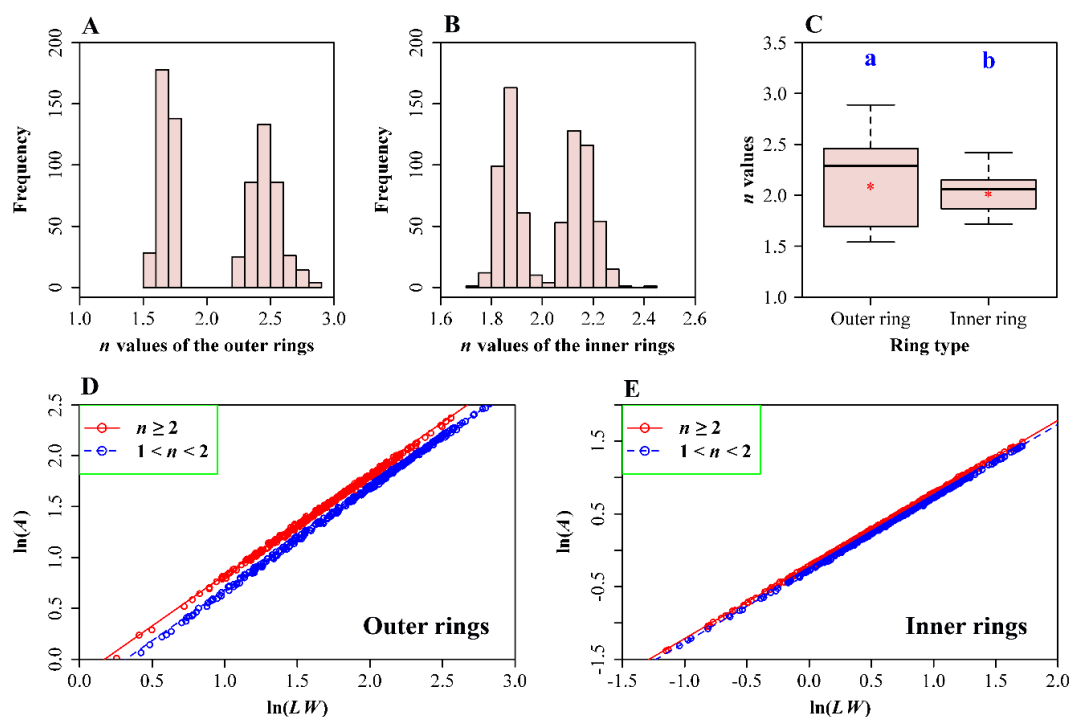 A
200
150
100
50
0
Frequency
1.0 1.5 2.0 2.5 3.0
n values of the outer rings
B
200
150
100
50
0
Frequency
1.6 1.8 2.0 2.2 2.4 2.6
n values of the inner rings
C
3.5
3.0
2.5
2.0
1.5
1.0
n values
a b
* *
Outer ring Inner ring
Ring type
D
2.5
2.0
1.5
1.0
0.5
0.0
ln(A)
n ≥ 2
1 < n < 2
Outer rings
0.0 0.5 1.0 1.5 2.0 2.5 3.0
ln(LW)
E
1.5
0.5
-0.5
-1.5
ln(A)
n ≥ 2
1 < n < 2
Inner rings
-1.5 -1.0 -0.5 0.0 0.5 1.0 1.5 2.0
ln(LW)